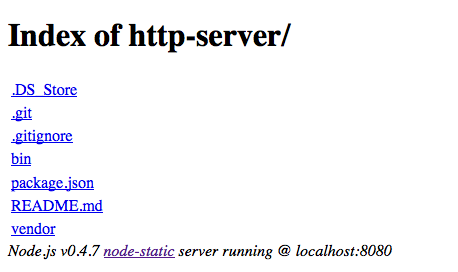 Index of http-server/
.DS_Store
.git
.gitignore
bin
package.json
README.md
vendor
Node.js v0.4.7 node-static server running @ localhost:8080